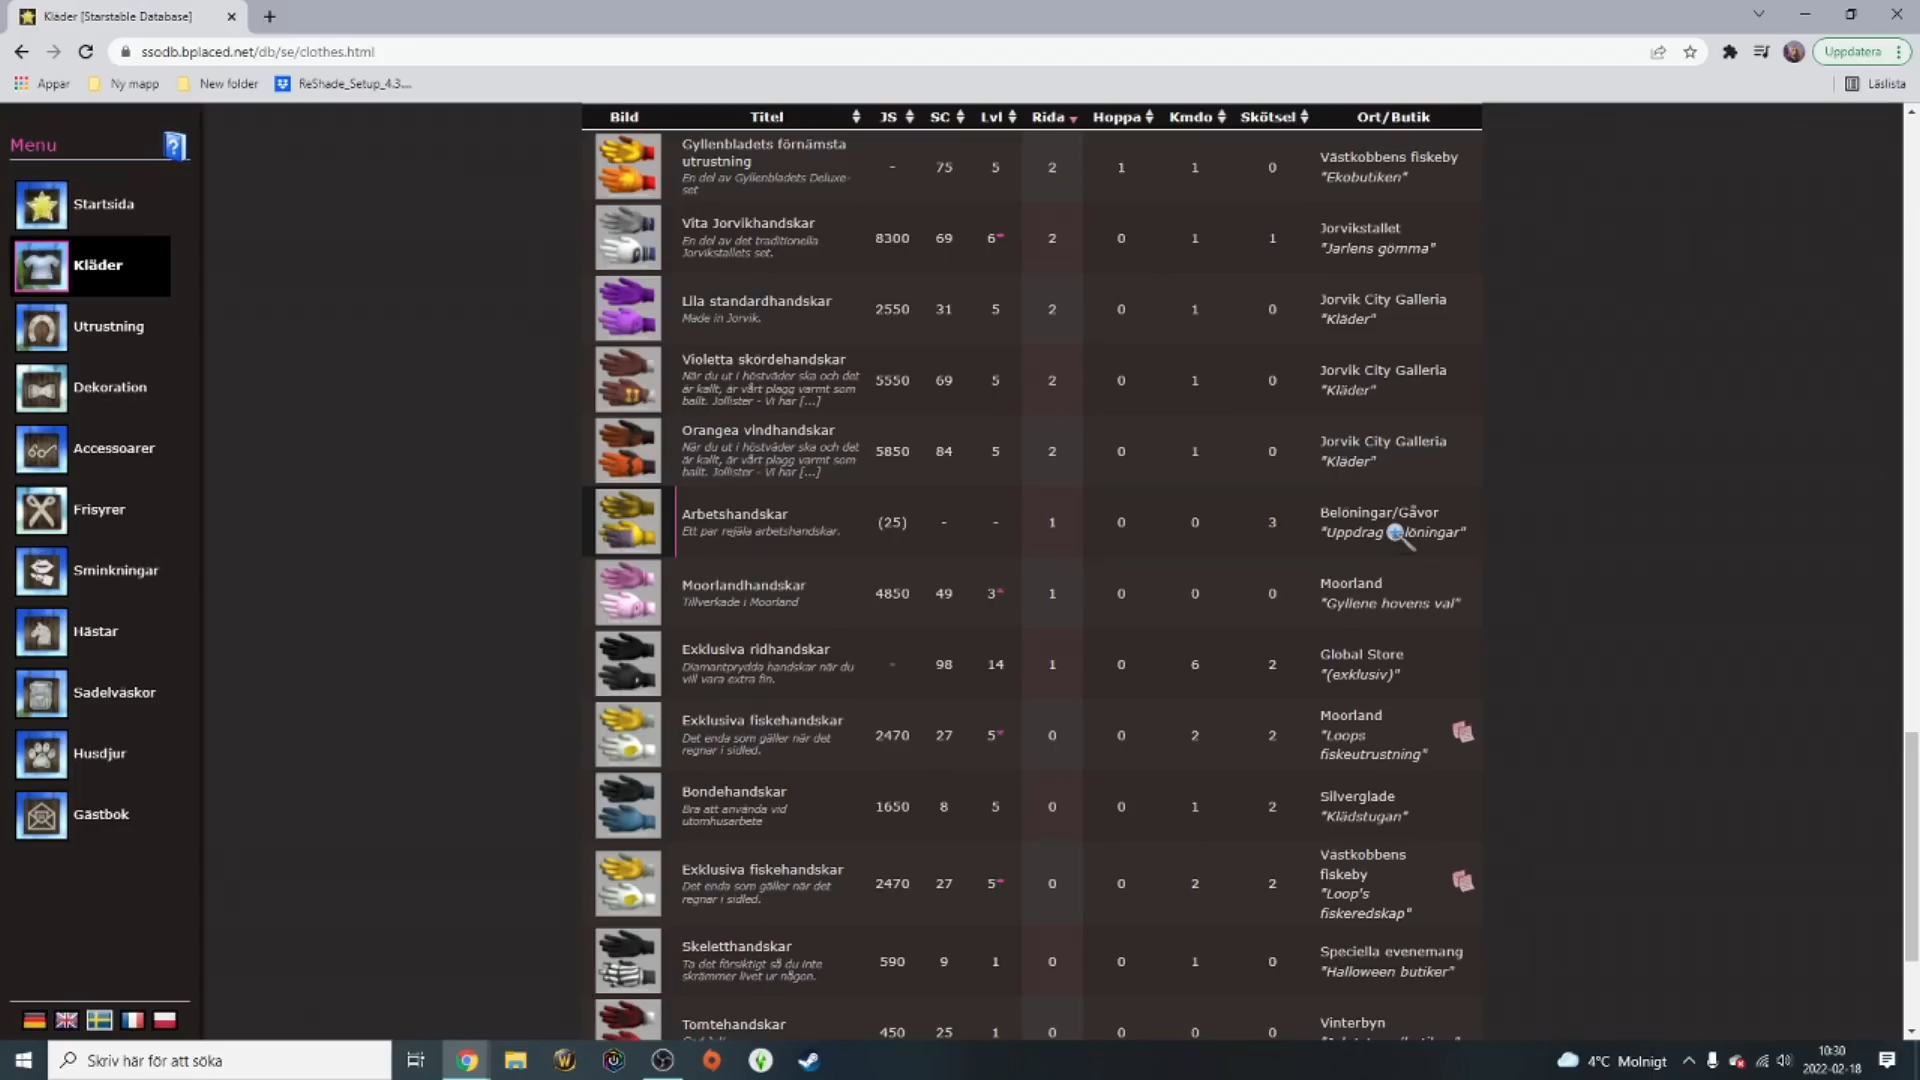 Kläder [Starstable Database]
ssodb.bplaced.net/db/se/clothes.html
Uppdatera
Appar
Ny mapp
New folder
ReShade_Setup_4.3....
Läslista
Menu
Startsida
Kläder
Utrustning
Dekoration
Accessoarer
Frisyrer
Sminkningar
Hästar
Sadelväskor
Husdjur
Gästbok
Bild Titel JS SC Lvl Rida Hoppa Kmdo Skötsel Ort/Butik
Gyllenbladets förnämsta
utrustning
En del av Gyllenbladets Deluxe-
set
- 75 5 2 1 1 0
Västkobbens fiskeby
"Ekobutiken"
Vita Jorvikhandskar
En del av det traditionella
Jorvikstallets set.
8300 69 6 2 0 1 1
Jorvikstallet
"Jarlens gömma"
Lila standardhandskar
Made in Jorvik.
2550 31 5 2 0 1 0
Jorvik City Galleria
"Kläder"
Violetta skördehandskar
När du ut i höstväder ska och det
är kallt, är vårt plagg varmt som
ballt. Jollister - Vi har [...]
5550 69 5 2 0 1 0
Jorvik City Galleria
"Kläder"
Orangea vindhandskar
När du ut i höstväder ska och det
är kallt, är vårt plagg varmt som
ballt. Jollister - Vi har [...]
5850 84 5 2 0 1 0
Jorvik City Galleria
"Kläder"
Arbetshandskar
Ett par rejäla arbetshandskar.
(25) - - 1 0 0 3
Belöningar/Gåvor
"Uppdrag löningar"
Moorlandhandskar
Tillverkade i Moorland
4850 49 3 1 0 0 0
Moorland
"Gyllene hovens val"
Exklusiva ridhandskar
Diamantprydda handskar när du
vill vara extra fin.
- 98 14 1 0 6 2
Global Store
"(exklusiv)"
Exklusiva fiskehandskar
Det enda som gäller när det
regnar i sidled.
2470 27 5 0 0 2 2
Moorland
"Loops
fiskeutrustning"
Bondehandskar
Bra att använda vid
utomhusarbete
1650 8 5 0 0 1 2
Silverglade
"Klädstugan"
Exklusiva fiskehandskar
Det enda som gäller när det
regnar i sidled.
2470 27 5 0 0 2 2
Västkobbens
fiskeby
"Loop's
fiskeredskap"
Skeletthandskar
Ta det försiktigt så du inte
skrämmer livet ur någon.
590 9 1 0 0 1 0
Speciella evenemang
"Halloween butiker"
Tomtehandskar
450 25 1 0 0 0 0
Vinterbyn
Skriv här för att söka
4°C Molnigt
10:30
2022-02-18